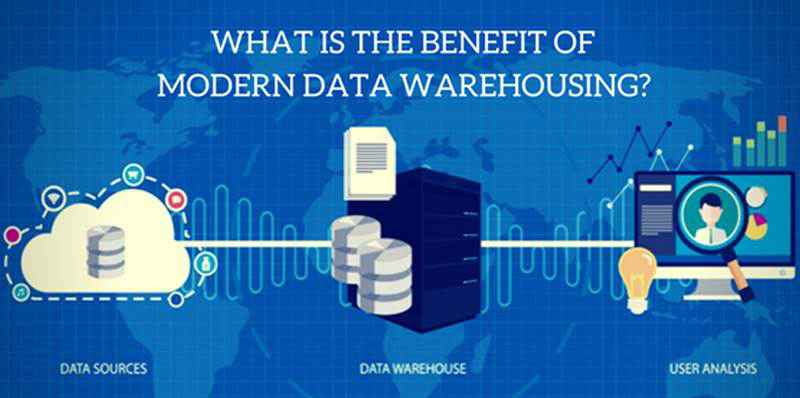 WHAT IS THE BENEFIT OF
MODERN DATA WAREHOUSING?
DATA SOURCES
DATA WAREHOUSE
USER ANALYSIS